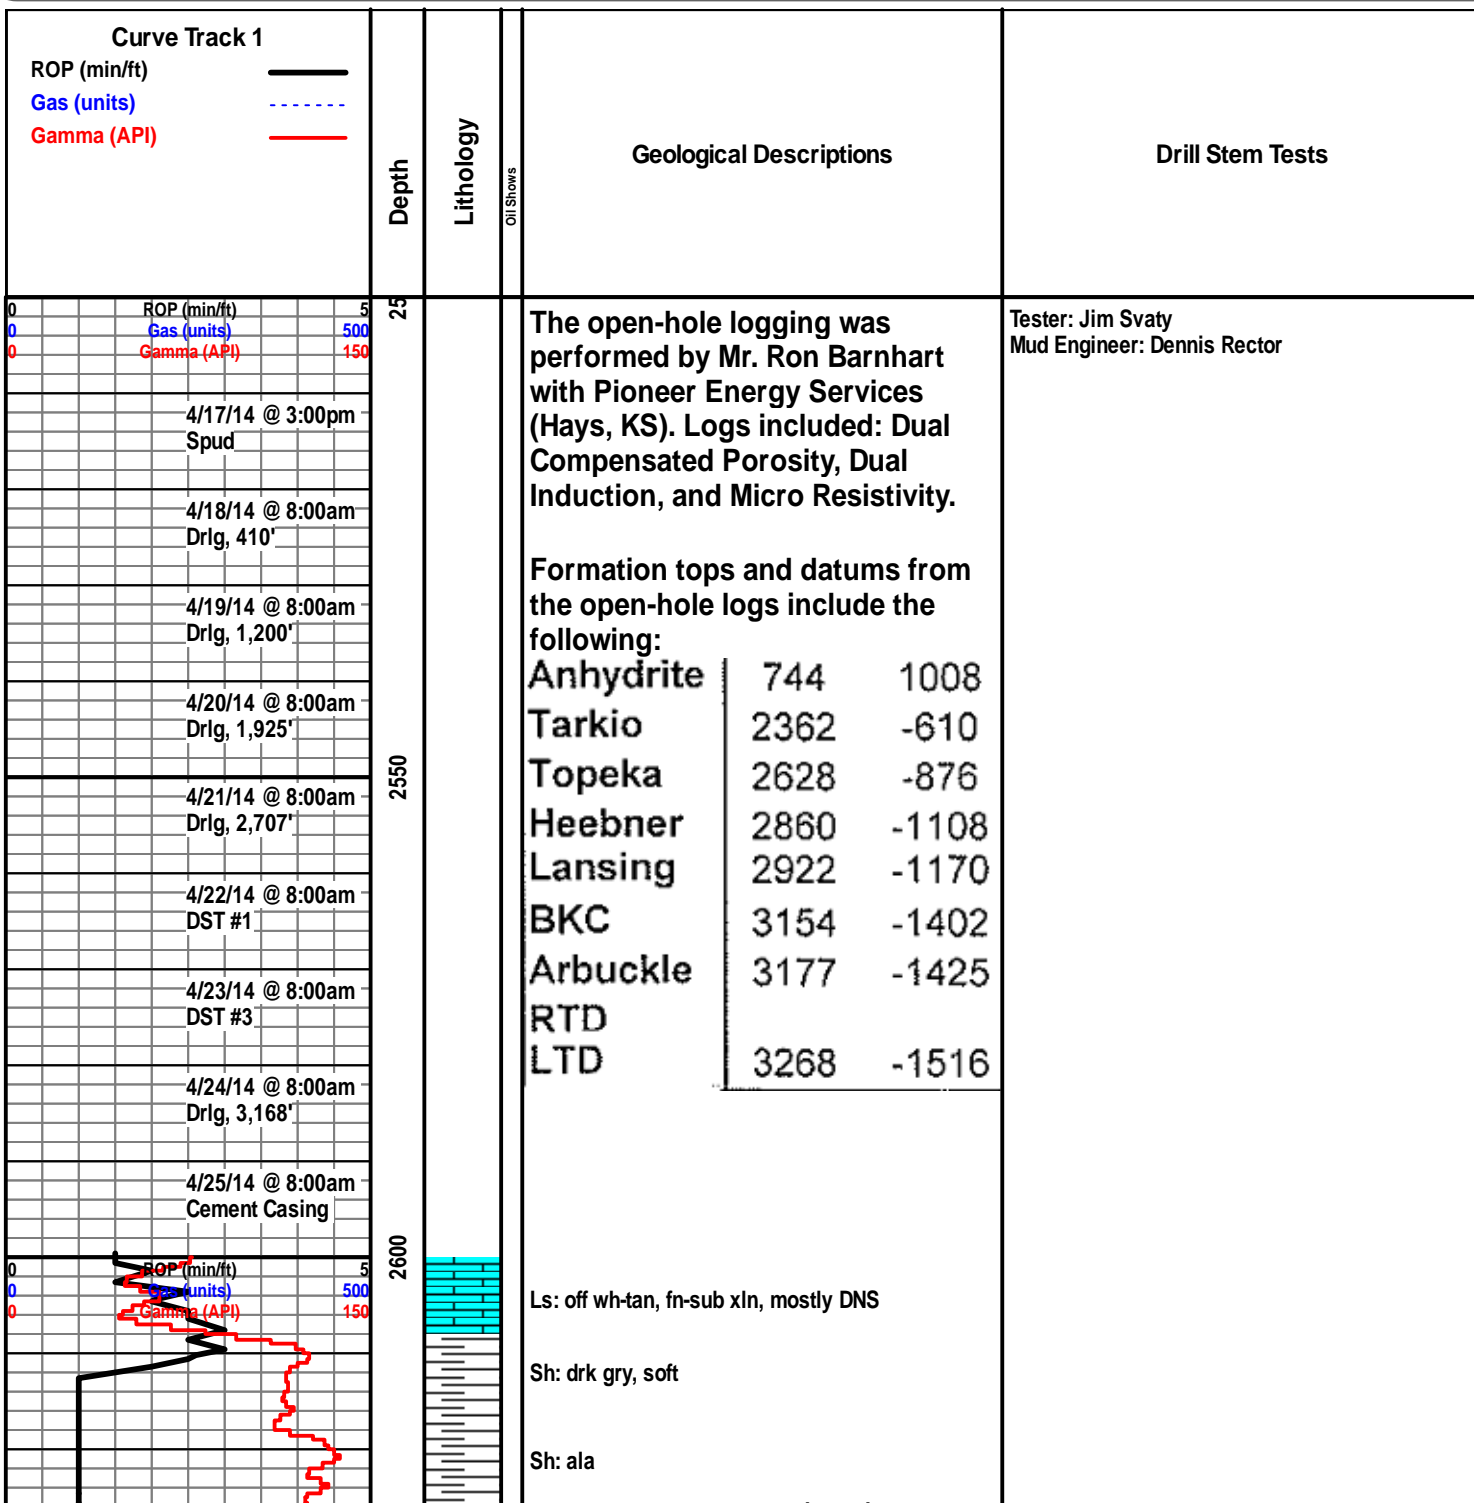 Curve Track 1
ROP (min/ft)
Gas (units)
Gamma (API)
Depth
Lithology
Oil Shows
Geological Descriptions
Drill Stem Tests
0 ROP (min/ft) 5
0 Gas (units) 500
0 Gamma (API) 150
25
4/17/14 @ 3:00pm
Spud
4/18/14 @ 8:00am
Drlg, 410'
4/19/14 @ 8:00am
Drlg, 1,200'
4/20/14 @ 8:00am
Drlg, 1,925'
2550
4/21/14 @ 8:00am
Drlg, 2,707'
4/22/14 @ 8:00am
DST #1
4/23/14 @ 8:00am
DST #3
4/24/14 @ 8:00am
Drlg, 3,168'
4/25/14 @ 8:00am
Cement Casing
2600
0 ROP (min/ft) 5
0 Gas (units) 500
0 Gamma (API) 150
The open-hole logging was
performed by Mr. Ron Barnhart
with Pioneer Energy Services
(Hays, KS). Logs included: Dual
Compensated Porosity, Dual
Induction, and Micro Resistivity.
Formation tops and datums from
the open-hole logs include the
following:
Anhydrite 744 1008
Tarkio 2362 -610
Topeka 2628 -876
Heebner 2860 -1108
Lansing 2922 -1170
BKC 3154 -1402
Arbuckle 3177 -1425
RTD
LTD 3268 -1516
Ls: off wh-tan, fn-sub xln, mostly DNS
Sh: drk gry, soft
Sh: ala
Tester: Jim Svaty
Mud Engineer: Dennis Rector